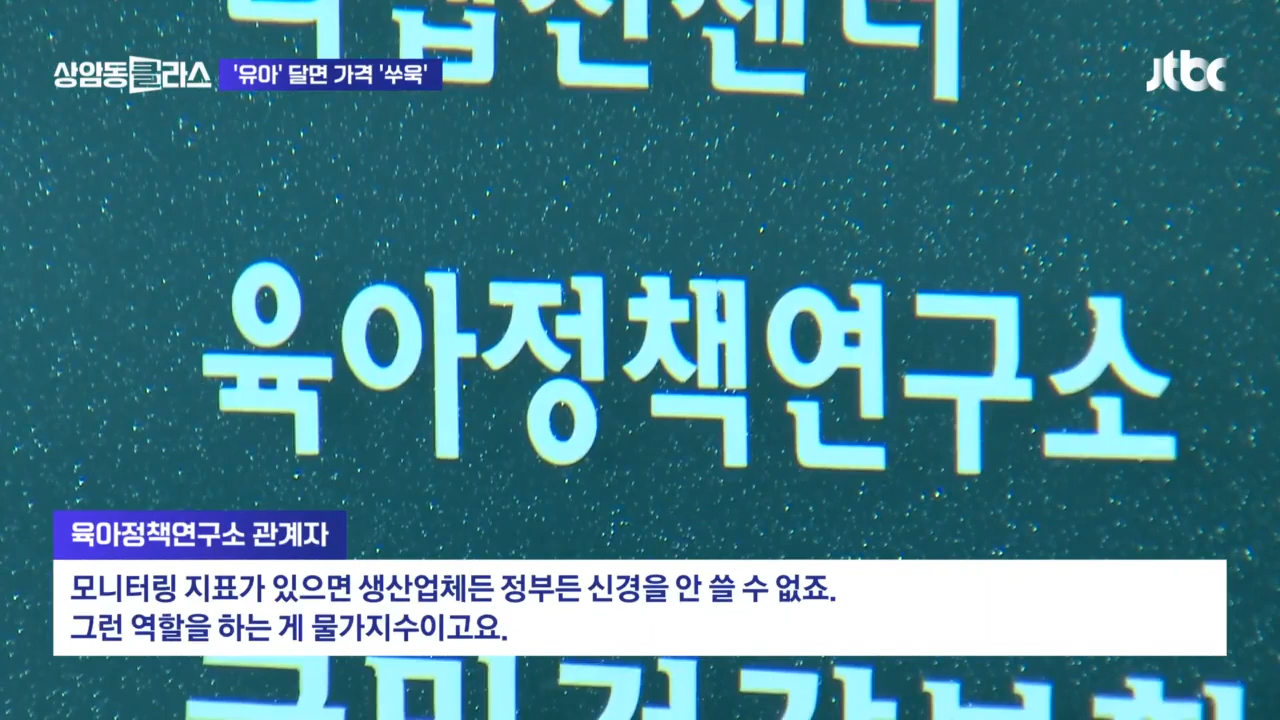 상암동클라스 '유아' 달면 가격 '쑤욱'
jtbc
육아정책연구소
육아정책연구소 관계자
모니터링 지표가 있으면 생산업체든 정부든 신경을 안 쓸 수 없죠.
그런 역할을 하는 게 물가지수이고요.